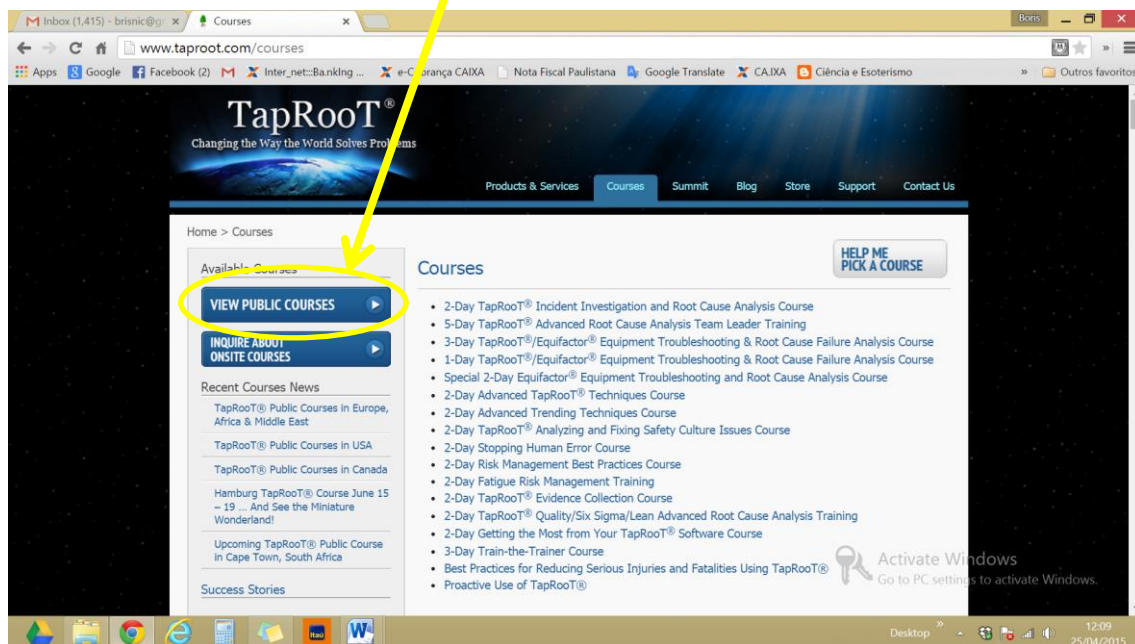 Inbox (1,415) - brisnic@g
Courses
Boris
www.taproot.com/courses
Apps
Google
Facebook (2)
Inter_net:::Ba.nkIng ...
CAIXA
Nota Fiscal Paulistana
Google Translate
CA.IXA
Ciência e Esoterismo
Outros favoritos
TapRooT®
Changing the Way the World Solves Problems
Products & Services
Courses
Summit
Blog
Store
Support
Contact Us
Home > Courses
Available Courses
VIEW PUBLIC COURSES
INQUIRE ABOUT
ONSITE COURSES
Recent Courses News
TapRooT® Public Courses in Europe,
Africa & Middle East
TapRooT® Public Courses in USA
TapRooT® Public Courses in Canada
Hamburg TapRooT® Course June 15
– 19 ... And See the Miniature
Wonderland!
Upcoming TapRooT® Public Course
in Cape Town, South Africa
Success Stories
Courses
HELP ME
PICK A COURSE
• 2-Day TapRooT® Incident Investigation and Root Cause Analysis Course
• 5-Day TapRooT® Advanced Root Cause Analysis Team Leader Training
• 3-Day TapRooT®/Equifactor® Equipment Troubleshooting & Root Cause Failure Analysis Course
• 1-Day TapRooT®/Equifactor® Equipment Troubleshooting & Root Cause Failure Analysis Course
• Special 2-Day Equifactor® Equipment Troubleshooting and Root Cause Analysis Course
• 2-Day Advanced TapRooT® Techniques Course
• 2-Day Advanced Trending Techniques Course
• 2-Day TapRooT® Analyzing and Fixing Safety Culture Issues Course
• 2-Day Stopping Human Error Course
• 2-Day Risk Management Best Practices Course
• 2-Day Fatigue Risk Management Training
• 2-Day TapRooT® Evidence Collection Course
• 2-Day TapRooT® Quality/Six Sigma/Lean Advanced Root Cause Analysis Training
• 2-Day Getting the Most from Your TapRooT® Software Course
• 3-Day Train-the-Trainer Course
• Best Practices for Reducing Serious Injuries and Fatalities Using TapRooT®
• Proactive Use of TapRooT®
Activate Windows
Go to PC settings to activate Windows.
Itaú
Desktop
12:09
25/04/2015